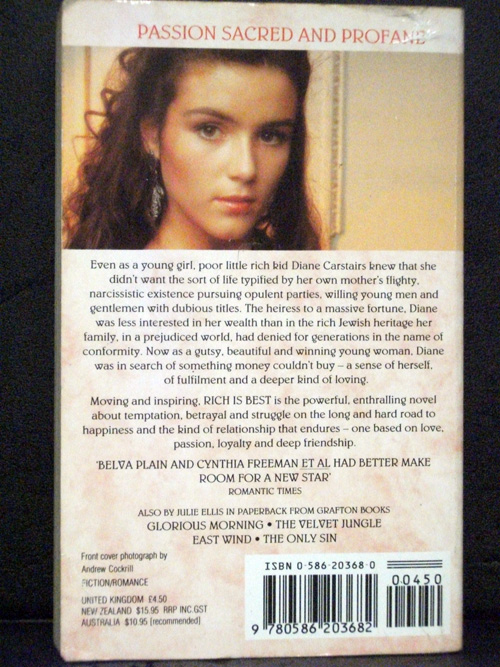 PASSION SACRED AND PROFANE
Even as a young girl, poor little rich kid Diane Carstairs knew that she
didn't want the sort of life typified by her own mother's flighty,
narcissistic existence pursuing opulent parties, willing young men and
gentlemen with dubious titles. The heiress to a massive fortune, Diane
was less interested in her wealth than in the rich Jewish heritage her
family, in a prejudiced world, had denied for generations in the name of
conformity. Now as a gutsy, beautiful and winning young woman, Diane
was in search of something money couldn't buy – a sense of herself,
of fulfilment and a deeper kind of loving.
Moving and inspiring, RICH IS BEST is the powerful, enthralling novel
about temptation, betrayal and struggle on the long and hard road to
happiness and the kind of relationship that endures – one based on love,
passion, loyalty and deep friendship.
'BELVA PLAIN AND CYNTHIA FREEMAN ET AL HAD BETTER MAKE
ROOM FOR A NEW STAR'
ROMANTIC TIMES
ALSO BY JULIE ELLIS IN PAPERBACK FROM GRAFTON BOOKS
GLORIOUS MORNING • THE VELVET JUNGLE
EAST WIND • THE ONLY SIN
Front cover photograph by
Andrew Cockrill
FICTION/ROMANCE
UNITED KINGDOM £4.50
NEW ZEALAND $15.95 RRP INC.GST
AUSTRALIA $10.95 (recommended)
ISBN 0-586-20368-0
00450
9 780586 203682